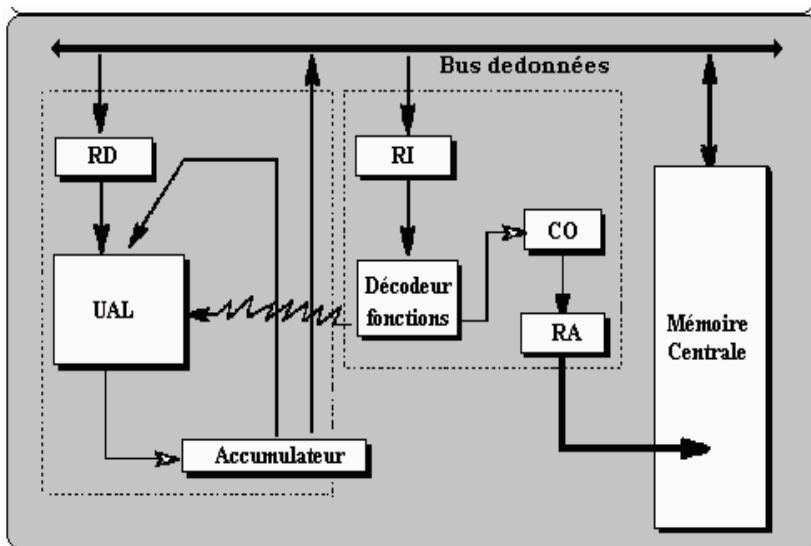 Bus dedonnées
RD
RI
CO
UAL
Décodeur
fonctions
RA
Mémoire
Centrale
Accumulateur